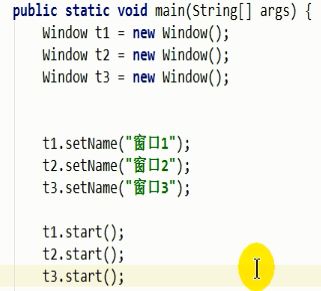 public static void main(String[] args) {
Window t1 = new Window();
Window t2 = new Window();
Window t3 = new Window();
t1.setName("窗口1");
t2.setName("窗口2");
t3.setName("窗口3");
t1.start();
t2.start();
t3.start();